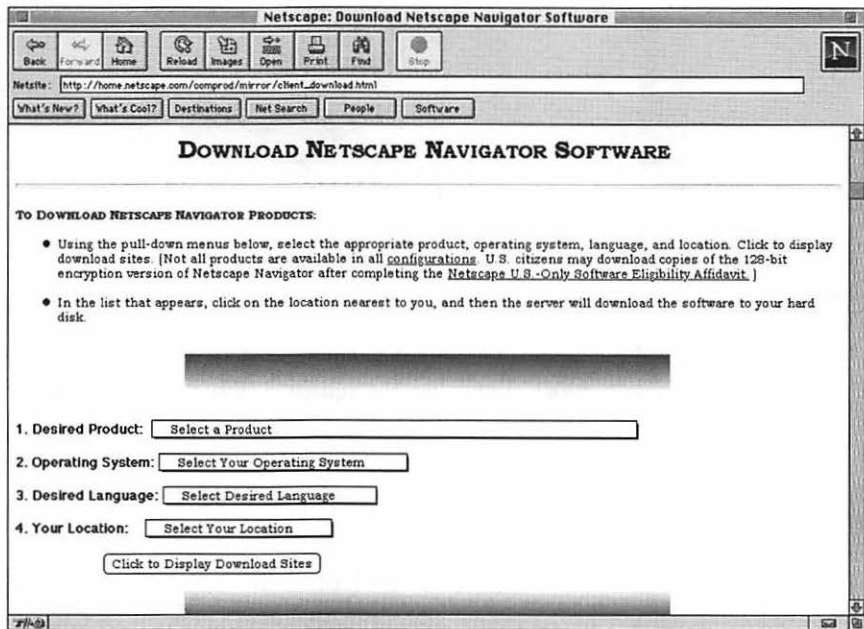 Netscape: Download Netscape Navigator Software
Back Forward Home Reload Images Open Print Find Stop
N
Netsite: http://home.netscape.com/comprod/mirror/client_download.html
What's New? What's Cool? Destinations Net Search People Software
DOWNLOAD NETSCAPE NAVIGATOR SOFTWARE
TO DOWNLOAD NETSCAPE NAVIGATOR PRODUCTS:
● Using the pull-down menus below, select the appropriate product, operating system, language, and location. Click to display
download sites. (Not all products are available in all configurations. U.S. citizens may download copies of the 128-bit
encryption version of Netscape Navigator after completing the Netscape U.S.-Only Software Eligibility Affidavit.)
● In the list that appears, click on the location nearest to you, and then the server will download the software to your hard
disk.
1. Desired Product: Select a Product
2. Operating System: Select Your Operating System
3. Desired Language: Select Desired Language
4. Your Location: Select Your Location
Click to Display Download Sites